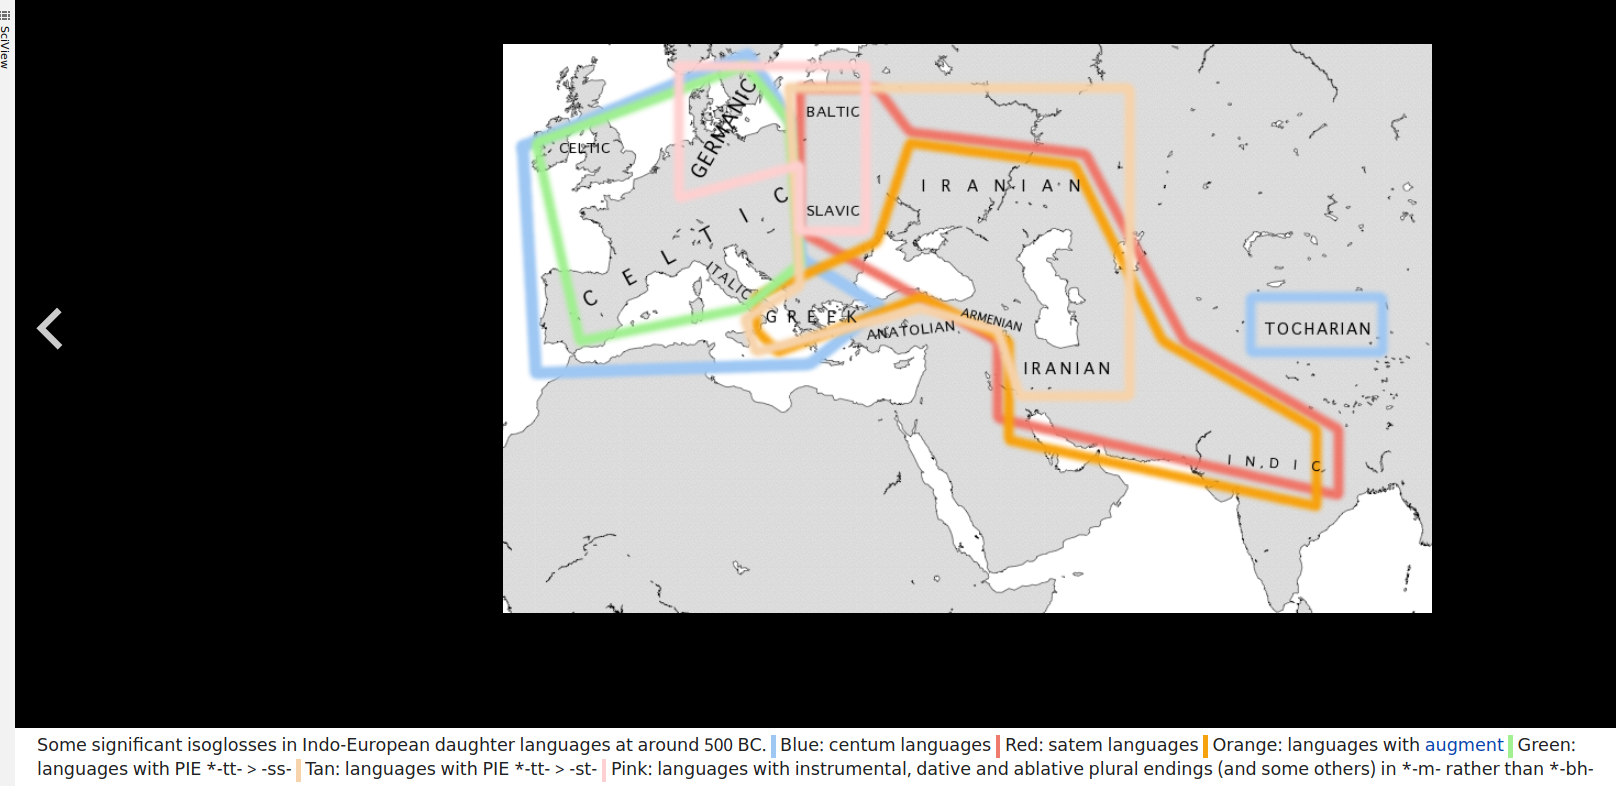 SciView
BALTIC
GERMANIC
CELTIC
IRANIAN
SLAVIC
CELTIC
ITALIC
GREEK
ARMENIAN
ANATOLIAN
TOCHARIAN
IRANIAN
INDIC
Some significant isoglosses in Indo-European daughter languages at around 500 BC. Blue: centum languages Red: satem languages Orange: languages with augment Green:
languages with PIE *-tt- > -ss- Tan: languages with PIE *-tt- > -st- Pink: languages with instrumental, dative and ablative plural endings (and some others) in *-m- rather than *-bh-